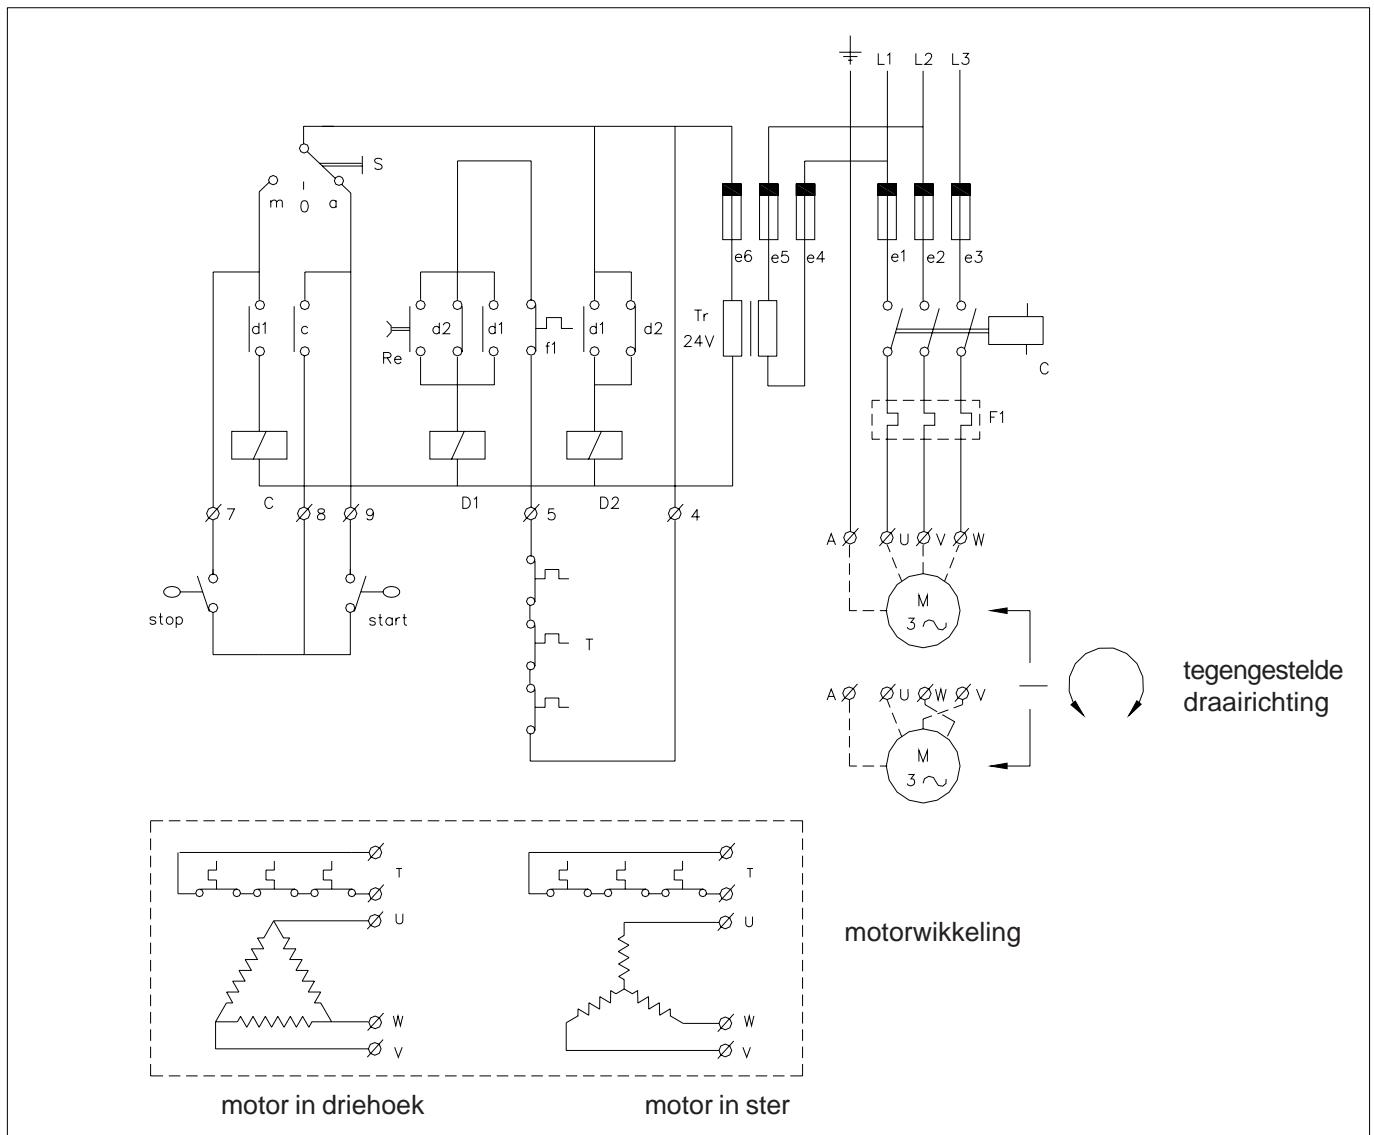 L1 L2 L3
S
m 0 a
e6 e5 e4 e1 e2 e3
d1 c d2 d1 f1 d1 d2
Re
Tr
24V
C
F1
C D1 D2
7 8 9 5 4
A U V W
stop start
M
3
T
tegengestelde
draairichting
A U W V
M
3
T T
U U
motorwikkeling
W W
V V
motor in driehoek motor in ster